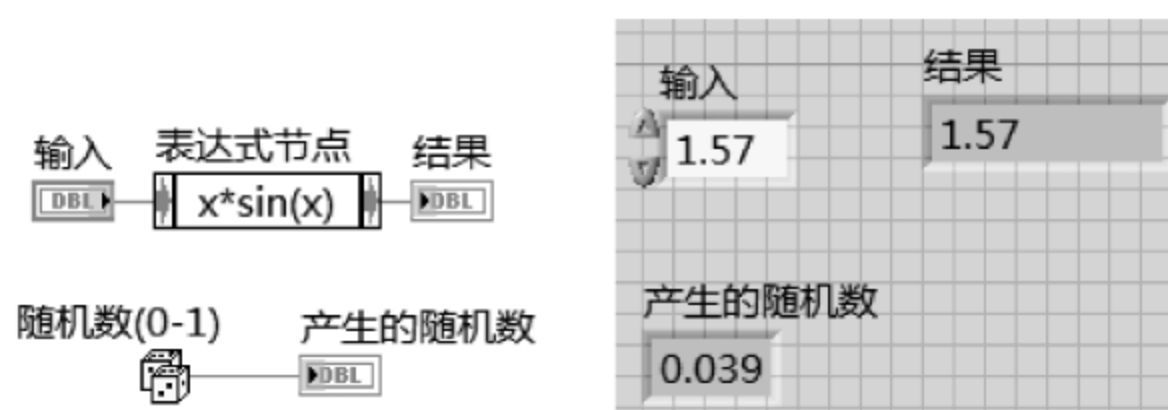 输入
表达式节点
结果
DBL
x*sin(x)
DBL
随机数(0-1)
产生的随机数
DBL
输入
1.57
结果
1.57
产生的随机数
0.039